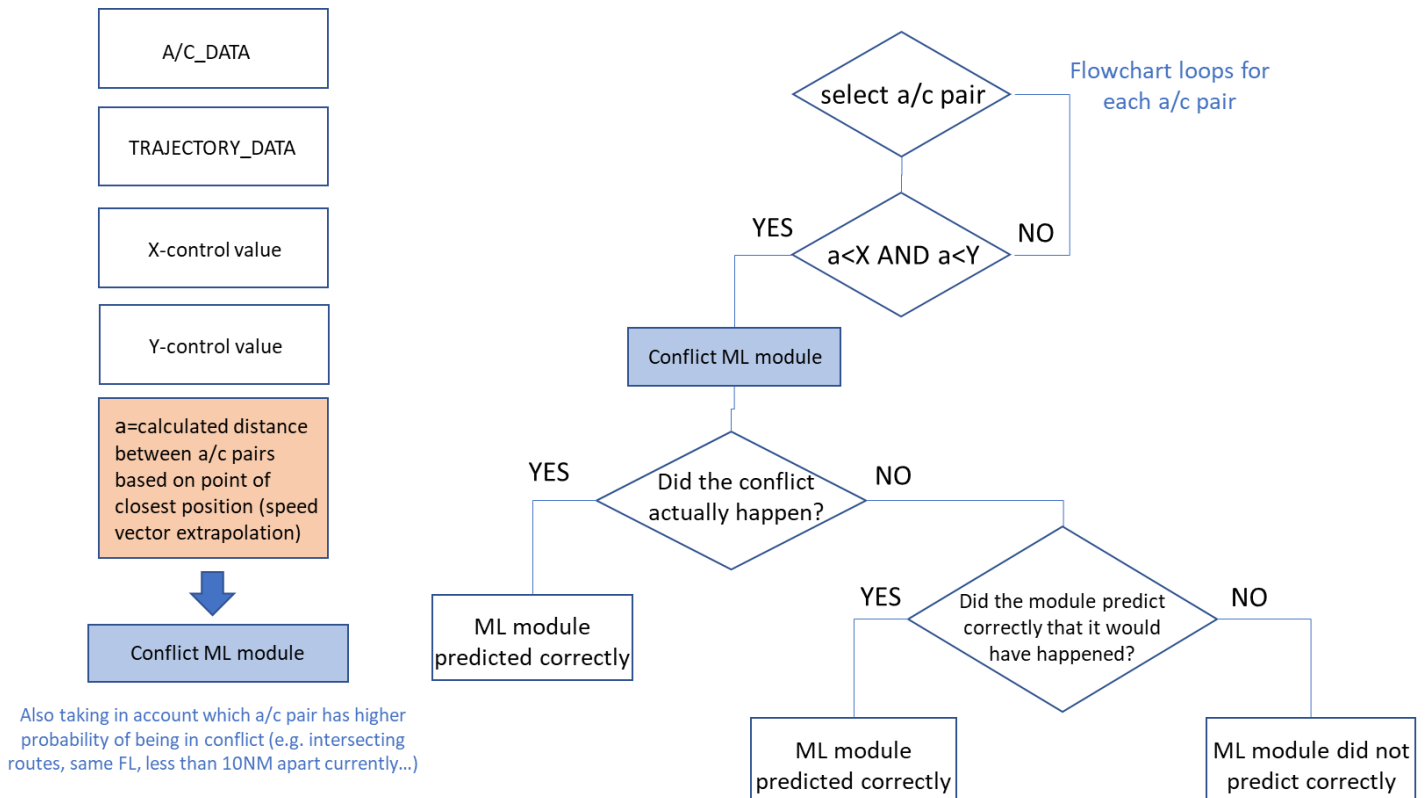 A/C_DATA
TRAJECTORY_DATA
X-control value
Y-control value
a=calculated distance
between a/c pairs
based on point of
closest position (speed
vector extrapolation)
Conflict ML module
Also taking in account which a/c pair has higher
probability of being in conflict (e.g. intersecting
routes, same FL, less than 10NM apart currently...)
select a/c pair
Flowchart loops for
each a/c pair
YES
NO
a<X AND a<Y
Conflict ML module
YES
NO
Did the conflict
actually happen?
ML module
predicted correctly
YES
NO
Did the module predict
correctly that it would
have happened?
ML module
predicted correctly
ML module did not
predict correctly